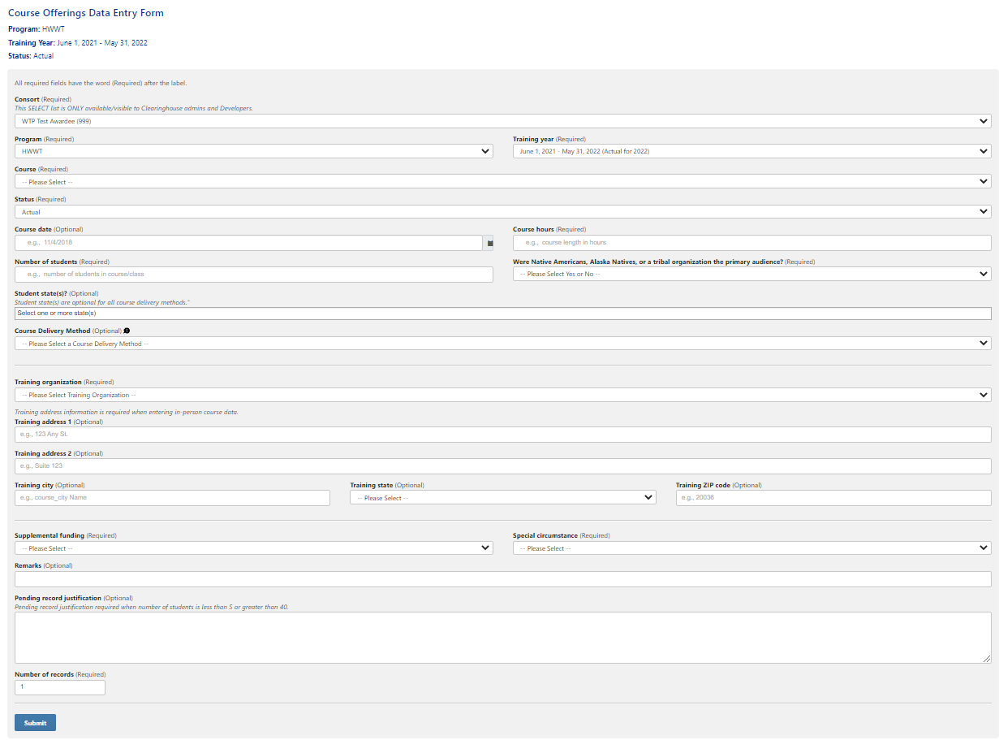 Course Offerings Data Entry Form
Program: HWWT
Training Year: June 1, 2021 - May 31, 2022
Status: Actual
All required fields have the word (Required) after the label.
Consort (Required)
This SELECT list is ONLY available/visible to Clearinghouse admins and Developers.
WTP Test Awardee (999)
Program (Required)
HWWT
Training year (Required)
June 1, 2021 - May 31, 2022 (Actual for 2022)
Course (Required)
-- Please Select --
Status (Required)
Actual
Course date (Optional)
e.g., 11/4/2018
Course hours (Required)
e.g., course length in hours
Number of students (Required)
e.g., number of students in course/class
Were Native Americans, Alaska Natives, or a tribal organization the primary audience? (Required)
-- Please Select Yes or No --
Student state(s)? (Optional)
Student state(s) are optional for all course delivery methods."
Select one or more state(s)
Course Delivery Method (Optional)
-- Please Select a Course Delivery Method --
Training organization (Required)
-- Please Select Training Organization --
Training address information is required when entering in-person course data.
Training address 1 (Optional)
e.g., 123 Any St.
Training address 2 (Optional)
e.g., Suite 123
Training city (Optional)
e.g., course_city Name
Training state (Optional)
-- Please Select --
Training ZIP code (Optional)
e.g., 20036
Supplemental funding (Required)
-- Please Select --
Special circumstance (Required)
-- Please Select --
Remarks (Optional)
Pending record justification (Optional)
Pending record justification required when number of students is less than 5 or greater than 40.
Number of records (Required)
1
Submit